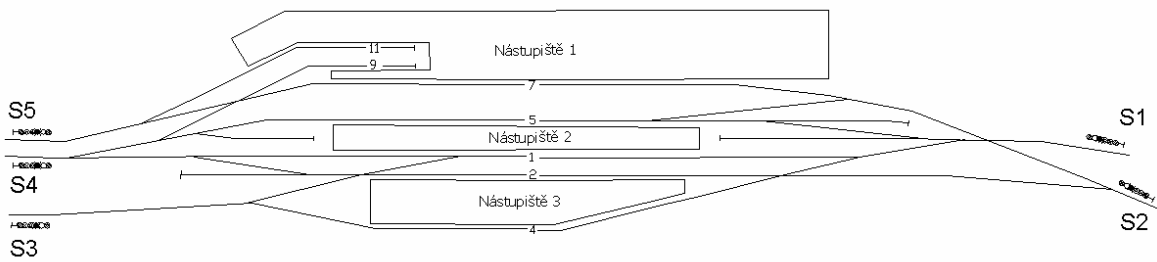 Nástupiště 1
11
9
7
S5
5
S1
Nástupiště 2
1
S4
2
Nástupiště 3
S2
4
S3